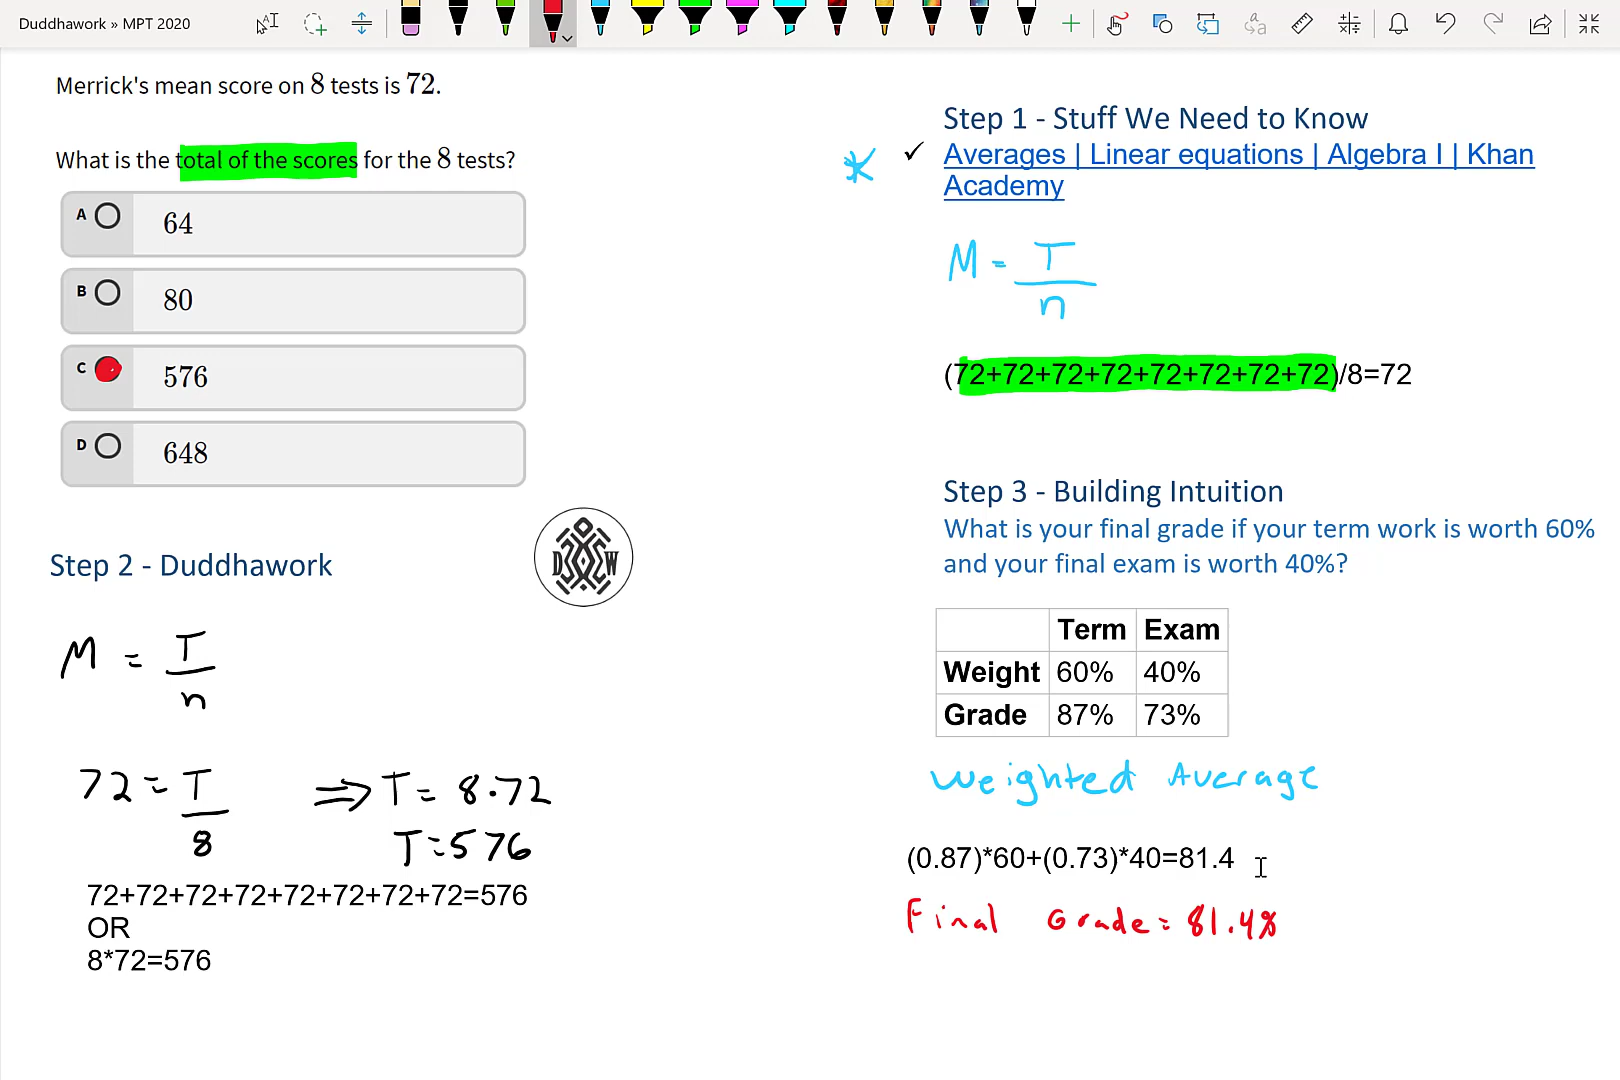 Duddhawork » MPT 2020
Merrick's mean score on 8 tests is 72.
What is the total of the scores for the 8 tests?
A 64
B 80
C 576
D 648
Step 2 - Duddhawork
D W
M = T
n
72 = T
8
⇒ T = 8·72
T=576
72+72+72+72+72+72+72+72=576
OR
8*72=576
Step 1 - Stuff We Need to Know
* ✓ Averages | Linear equations | Algebra I | Khan
Academy
M = T
n
(72+72+72+72+72+72+72+72)/8=72
Step 3 - Building Intuition
What is your final grade if your term work is worth 60%
and your final exam is worth 40%?
Term Exam
Weight 60% 40%
Grade 87% 73%
Weighted Average
(0.87)*60+(0.73)*40=81.4
Final Grade = 81.4%